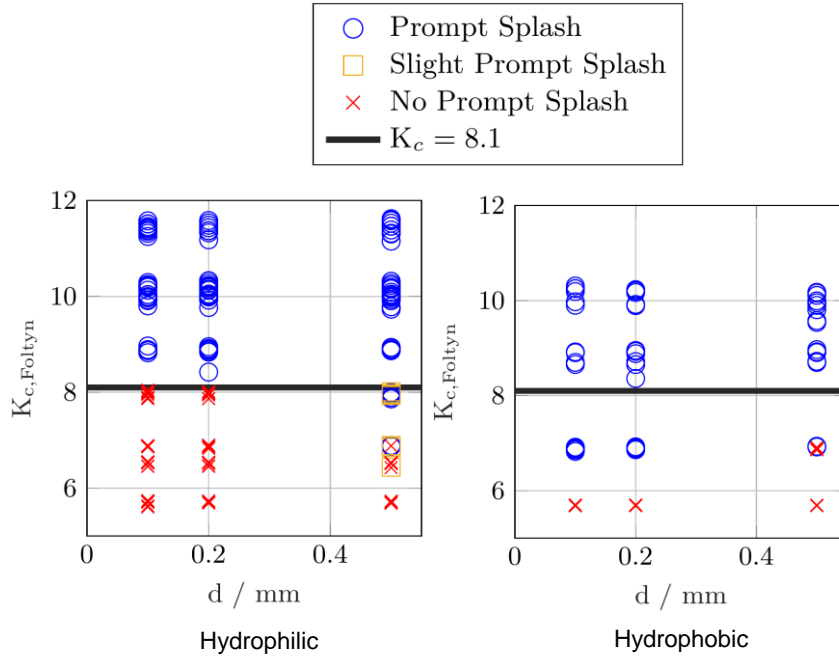 Prompt Splash
Slight Prompt Splash
No Prompt Splash
K_c = 8.1
12
10
8
6
K_c,Foltyn
0
0.2
0.4
d / mm
Hydrophilic
12
10
8
6
K_c,Foltyn
0
0.2
0.4
d / mm
Hydrophobic